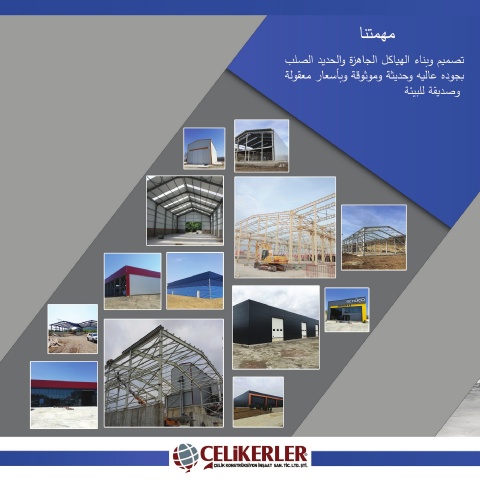 مهمتنا
تصميم وبناء الهياكل الجاهزة والحديد الصلب
بجوده عاليه وحديثة وموثوقة وبأسعار معقولة
وصديقة للبيئة
ÇELİKERLER
ÇELİK KONSTRÜKSİYON İNŞAAT SAN. TİC. LTD. ŞTİ.